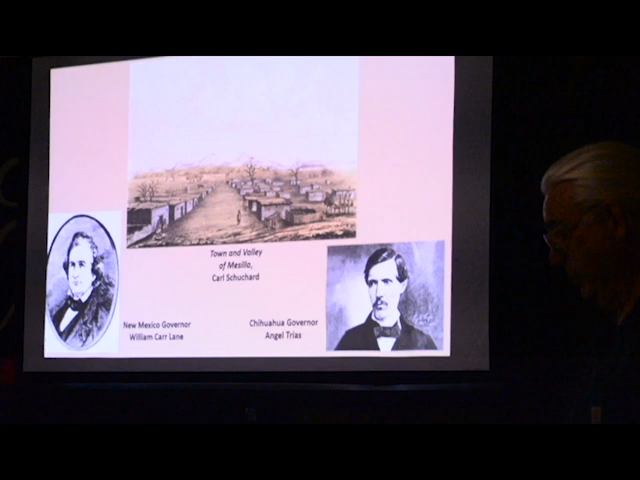 Town and Valley
of Mesilla,
Carl Schuchard
New Mexico Governor
William Carr Lane
Chihuahua Governor
Angel Trias